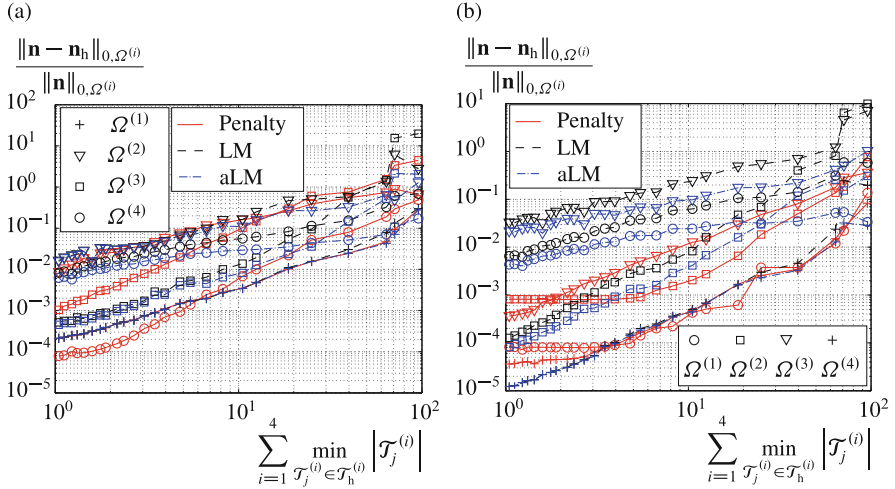 (a)
‖n − n_h‖_{0,Ω^{(i)}}
‖n‖_{0,Ω^{(i)}}
10^2
10^1
10^0
10^{−1}
10^{−2}
10^{−3}
10^{−4}
10^{−5}
Ω^{(1)}
Ω^{(2)}
Ω^{(3)}
Ω^{(4)}
Penalty
LM
aLM
10^0 10^1 10^2
∑_{i=1}^{4} min_{𝒯_j^{(i)} ∈ 𝒯_h^{(i)}} |𝒯_j^{(i)}|
(b)
‖n − n_h‖_{0,Ω^{(i)}}
‖n‖_{0,Ω^{(i)}}
10^1
10^0
10^{−1}
10^{−2}
10^{−3}
10^{−4}
10^{−5}
Penalty
LM
aLM
Ω^{(1)} Ω^{(2)} Ω^{(3)} Ω^{(4)}
10^0 10^1 10^2
∑_{i=1}^{4} min_{𝒯_j^{(i)} ∈ 𝒯_h^{(i)}} |𝒯_j^{(i)}|